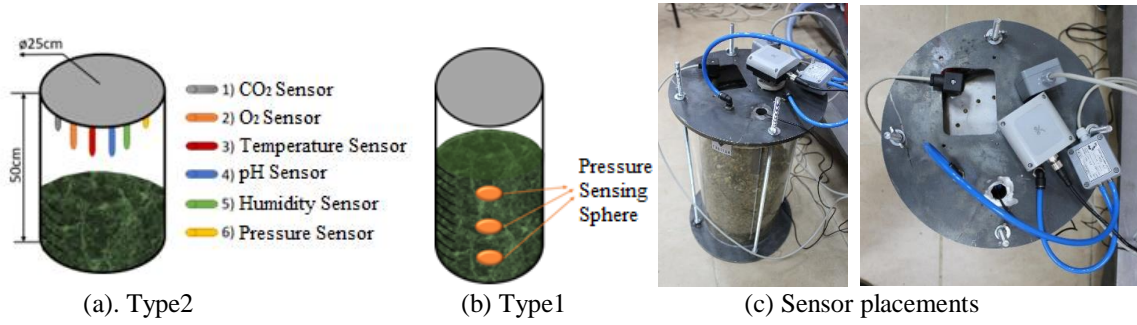 ø25cm
50cm
1) CO₂ Sensor
2) O₂ Sensor
3) Temperature Sensor
4) pH Sensor
5) Humidity Sensor
6) Pressure Sensor
Pressure
Sensing
Sphere
(a). Type2
(b) Type1
(c) Sensor placements